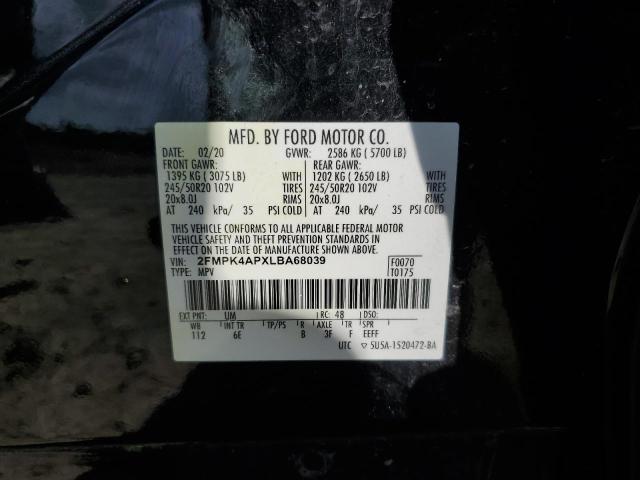 MFD. BY FORD MOTOR CO.
DATE: 02/20 GVWR: 2586 KG ( 5700 LB)
FRONT GAWR: REAR GAWR:
1395 KG ( 3075 LB) WITH 1202 KG ( 2650 LB) WITH
245/50R20 102V TIRES 245/50R20 102V TIRES
20x8.0J RIMS 20x8.0J RIMS
AT 240 kPa/ 35 PSI COLD AT 240 kPa/ 35 PSI COLD
THIS VEHICLE CONFORMS TO ALL APPLICABLE FEDERAL MOTOR
VEHICLE SAFETY AND THEFT PREVENTION STANDARDS IN
EFFECT ON THE DATE OF MANUFACTURE SHOWN ABOVE.
VIN: 2FMPK4APXLBA68039 F0070
TYPE: MPV T0175
EXT PNT: UM RC: 48 DSO:
WB INT TR TP/PS R AXLE TR SPR
112 6E B 3F F EEFF
UTC ▽ 5U5A-1520472-BA